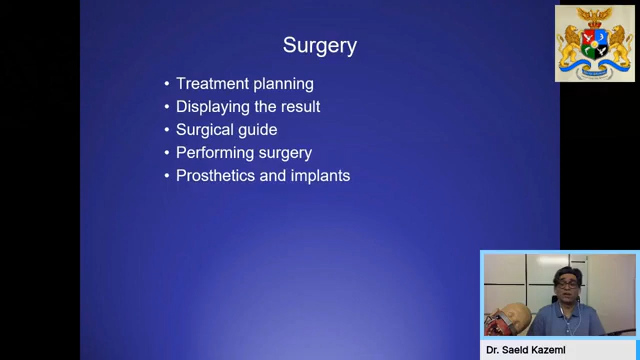 Surgery
• Treatment planning
• Displaying the result
• Surgical guide
• Performing surgery
• Prosthetics and implants
Dr. Saeid Kazemi